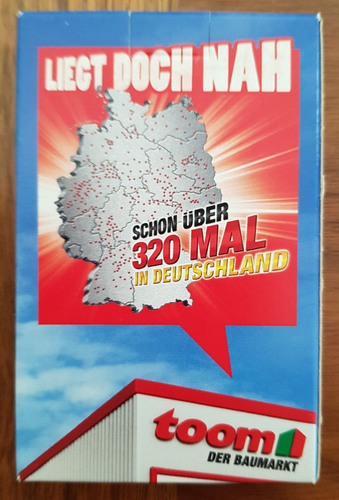 LIEGT DOCH NAH
SCHON ÜBER
320 MAL
IN DEUTSCHLAND
toom
DER BAUMARKT